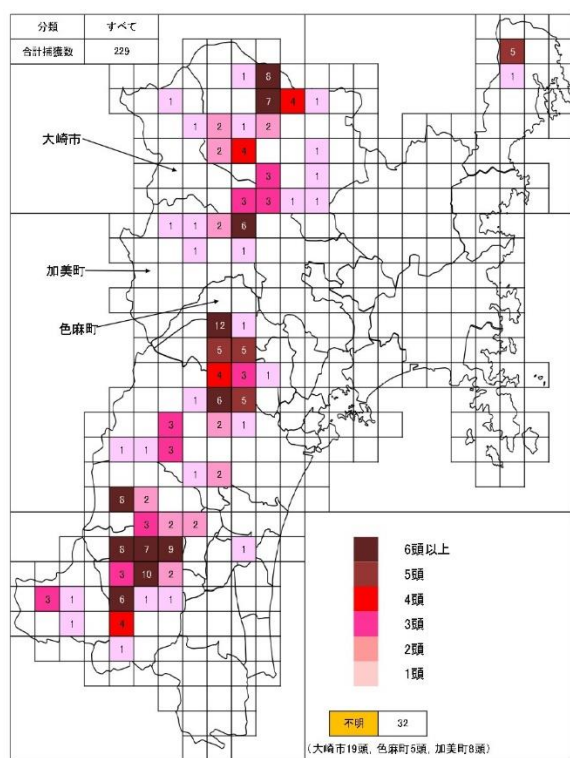 分類 すべて
合計捕獲数 229
5
1 6 1
1 7 4 1
1 2 1 2
大崎市
2 4 1
3 1
3 3 1 1
1 1 2 6
1 1
加美町
色麻町
12 1
5 5
4 3 1
1 6 5
3 2 1
1 1 3
1 2
6 2
3 2 2
8 7 9 1
3 10 2
3 1 6 1 1
1 4
1
6頭以上
5頭
4頭
3頭
2頭
1頭
不明 32
(大崎市19頭, 色麻町5頭, 加美町8頭)